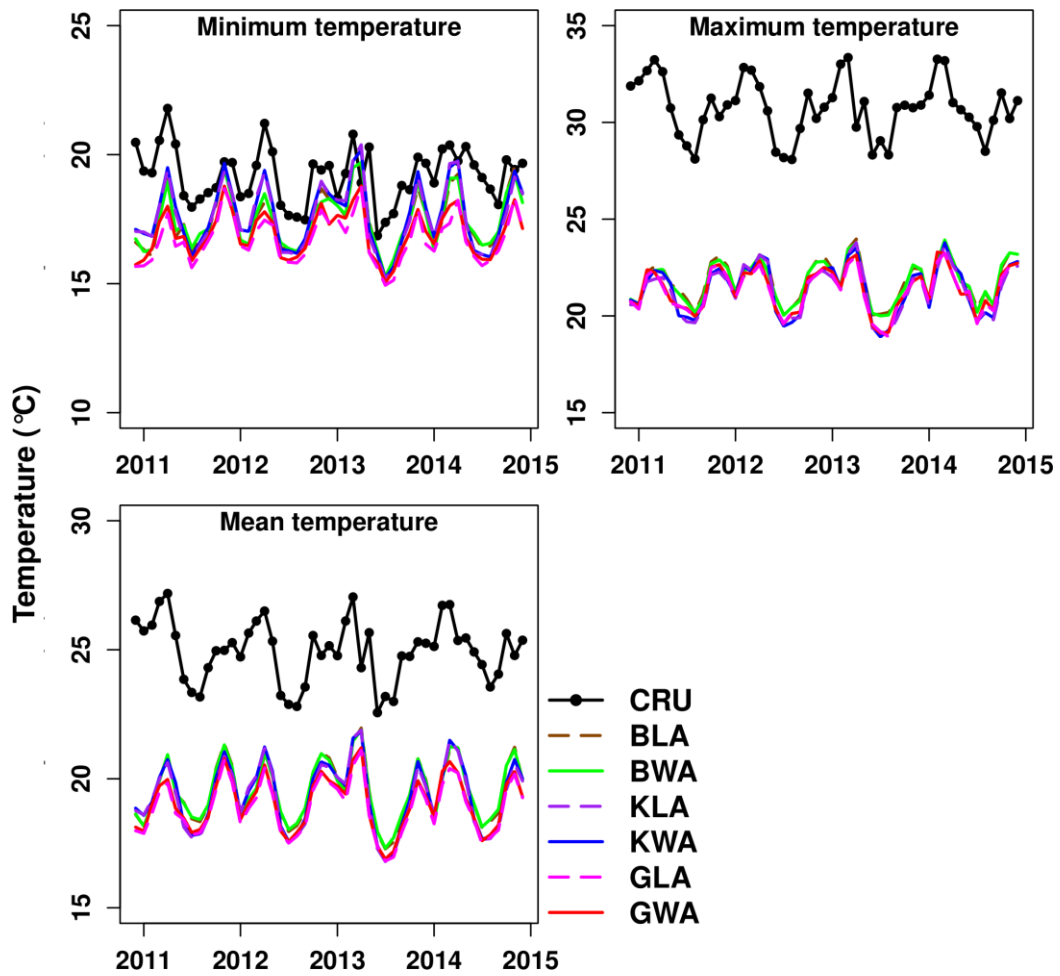 Minimum temperature
25
20
15
10
2011 2012 2013 2014 2015
Maximum temperature
35
30
25
20
15
2011 2012 2013 2014 2015
Temperature (°C)
Mean temperature
30
25
20
15
2011 2012 2013 2014 2015
CRU
BLA
BWA
KLA
KWA
GLA
GWA